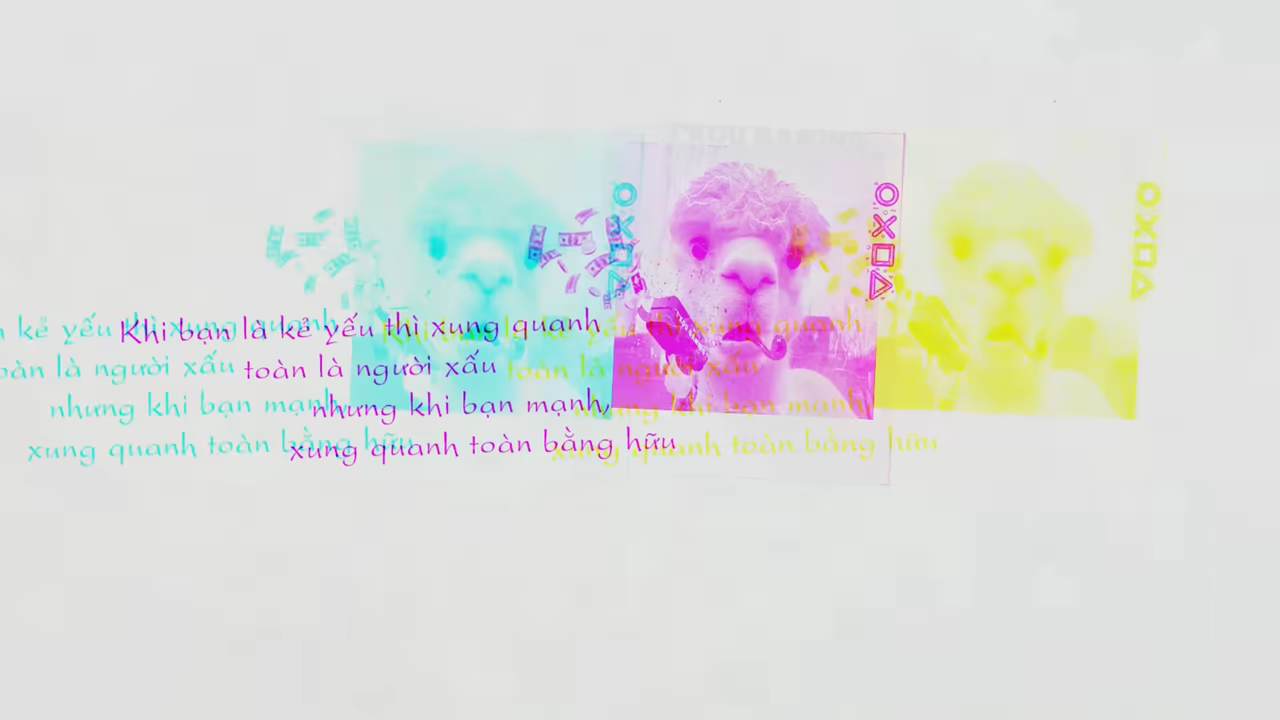 Khi bạn là kẻ yếu thì xung quanh
toàn là người xấu
nhưng khi bạn mạnh,
xung quanh toàn bằng hữu